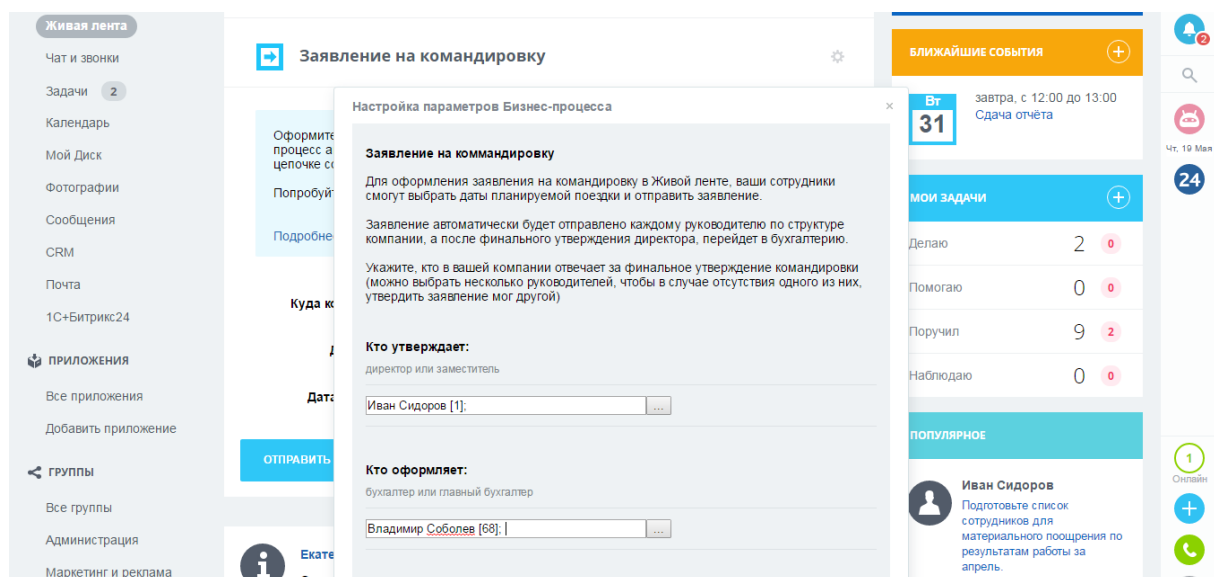 Живая лента
Чат и звонки
Задачи 2
Календарь
Мой Диск
Фотографии
Сообщения
CRM
Почта
1С+Битрикс24
ПРИЛОЖЕНИЯ
Все приложения
Добавить приложение
ГРУППЫ
Все группы
Администрация
Маркетинг и реклама
Заявление на командировку
Оформите
процесс а
цепочке со
Попробуйт
Подробне
Куда ко
Дата
ОТПРАВИТЬ
Екате
Настройка параметров Бизнес-процесса
×
Заявление на коммандировку
Для оформления заявления на командировку в Живой ленте, ваши сотрудники
смогут выбрать даты планируемой поездки и отправить заявление.
Заявление автоматически будет отправлено каждому руководителю по структуре
компании, а после финального утверждения директора, перейдет в бухгалтерию.
Укажите, кто в вашей компании отвечает за финальное утверждение командировки
(можно выбрать несколько руководителей, чтобы в случае отсутствия одного из них,
утвердить заявление мог другой)
Кто утверждает:
директор или заместитель
Иван Сидоров [1];
...
Кто оформляет:
бухгалтер или главный бухгалтер
Владимир Соболев [68];
...
БЛИЖАЙШИЕ СОБЫТИЯ
Вт
31
завтра, с 12:00 до 13:00
Сдача отчёта
МОИ ЗАДАЧИ
Делаю 2 0
Помогаю 0 0
Поручил 9 2
Наблюдаю 0 0
ПОПУЛЯРНОЕ
Иван Сидоров
Подготовьте список
сотрудников для
материального поощрения по
результатам работы за
апрель.
2
Чт, 19 Мая
24
1
Онлайн